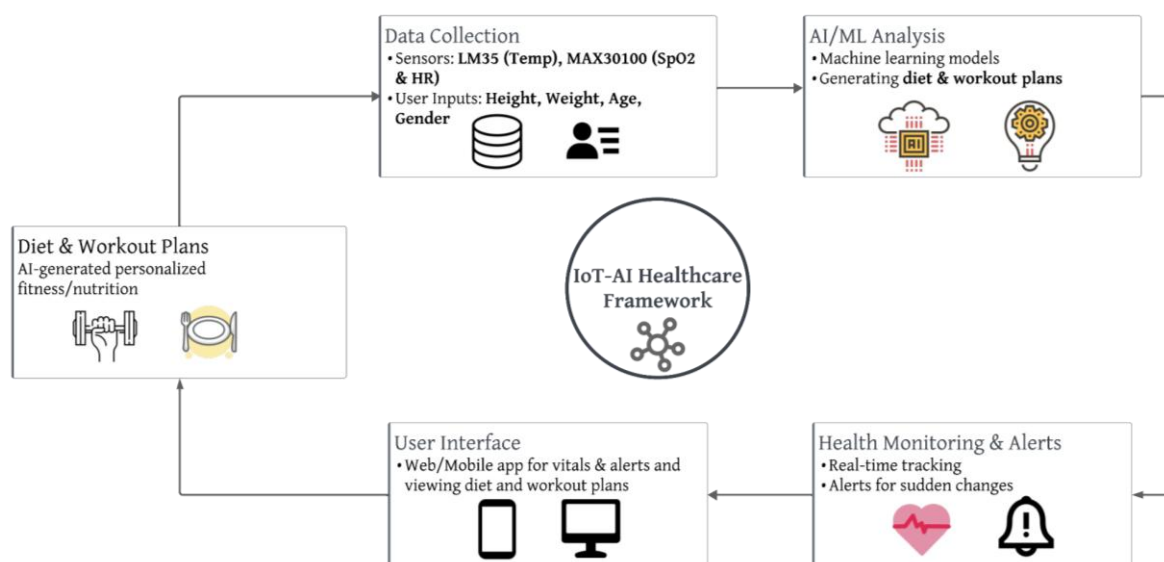 Data Collection
• Sensors: LM35 (Temp), MAX30100 (SpO2
& HR)
• User Inputs: Height, Weight, Age,
Gender
AI/ML Analysis
• Machine learning models
• Generating diet & workout plans
AI
Diet & Workout Plans
AI-generated personalized
fitness/nutrition
IoT-AI Healthcare
Framework
User Interface
• Web/Mobile app for vitals & alerts and
viewing diet and workout plans
Health Monitoring & Alerts
• Real-time tracking
• Alerts for sudden changes